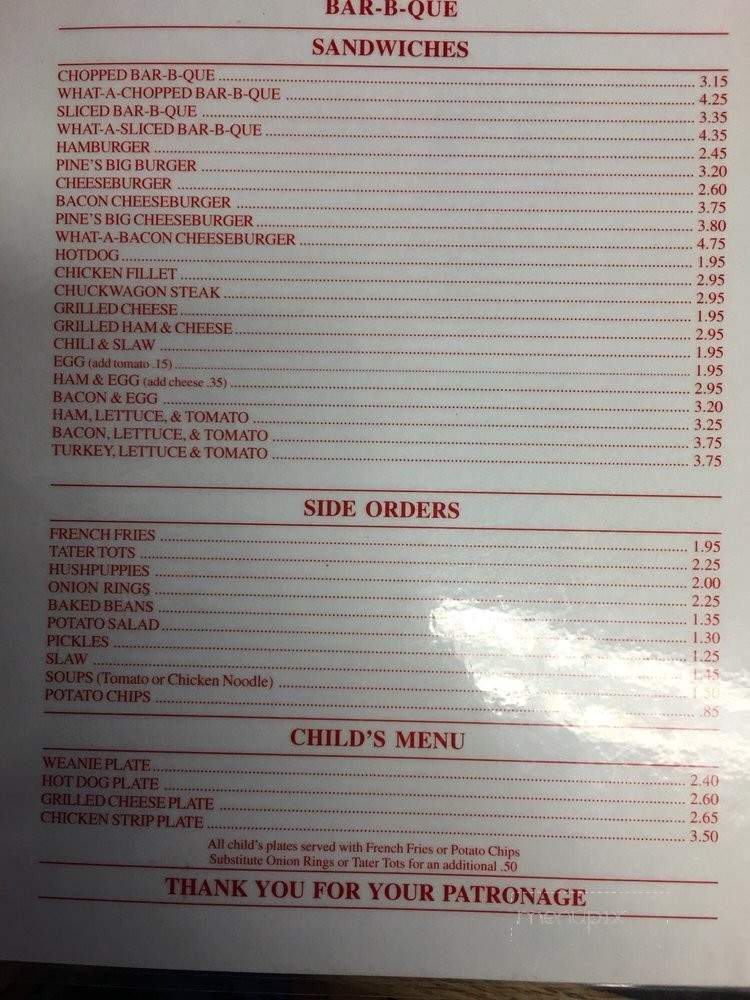 BAR-B-QUE
SANDWICHES
CHOPPED BAR-B-QUE 3.15
WHAT-A-CHOPPED BAR-B-QUE 4.25
SLICED BAR-B-QUE 3.35
WHAT-A-SLICED BAR-B-QUE 4.35
HAMBURGER 2.45
PINE'S BIG BURGER 3.20
CHEESEBURGER 2.60
BACON CHEESEBURGER 3.75
PINE'S BIG CHEESEBURGER 3.80
WHAT-A-BACON CHEESEBURGER 4.75
HOTDOG 1.95
CHICKEN FILLET 2.95
CHUCKWAGON STEAK 2.95
GRILLED CHEESE 1.95
GRILLED HAM & CHEESE 2.95
CHILI & SLAW 1.95
EGG (add tomato .15) 1.95
HAM & EGG (add cheese .35) 2.95
BACON & EGG 3.20
HAM, LETTUCE, & TOMATO 3.25
BACON, LETTUCE, & TOMATO 3.75
TURKEY, LETTUCE & TOMATO 3.75
SIDE ORDERS
FRENCH FRIES 1.95
TATER TOTS 2.25
HUSHPUPPIES 2.00
ONION RINGS 2.25
BAKED BEANS 1.35
POTATO SALAD 1.30
PICKLES 1.25
SLAW 1.45
SOUPS (Tomato or Chicken Noodle) 1.50
POTATO CHIPS .85
CHILD'S MENU
WEANIE PLATE 2.40
HOT DOG PLATE 2.60
GRILLED CHEESE PLATE 2.65
CHICKEN STRIP PLATE 3.50
All child's plates served with French Fries or Potato Chips
Substitute Onion Rings or Tater Tots for an additional .50
THANK YOU FOR YOUR PATRONAGE
menupix